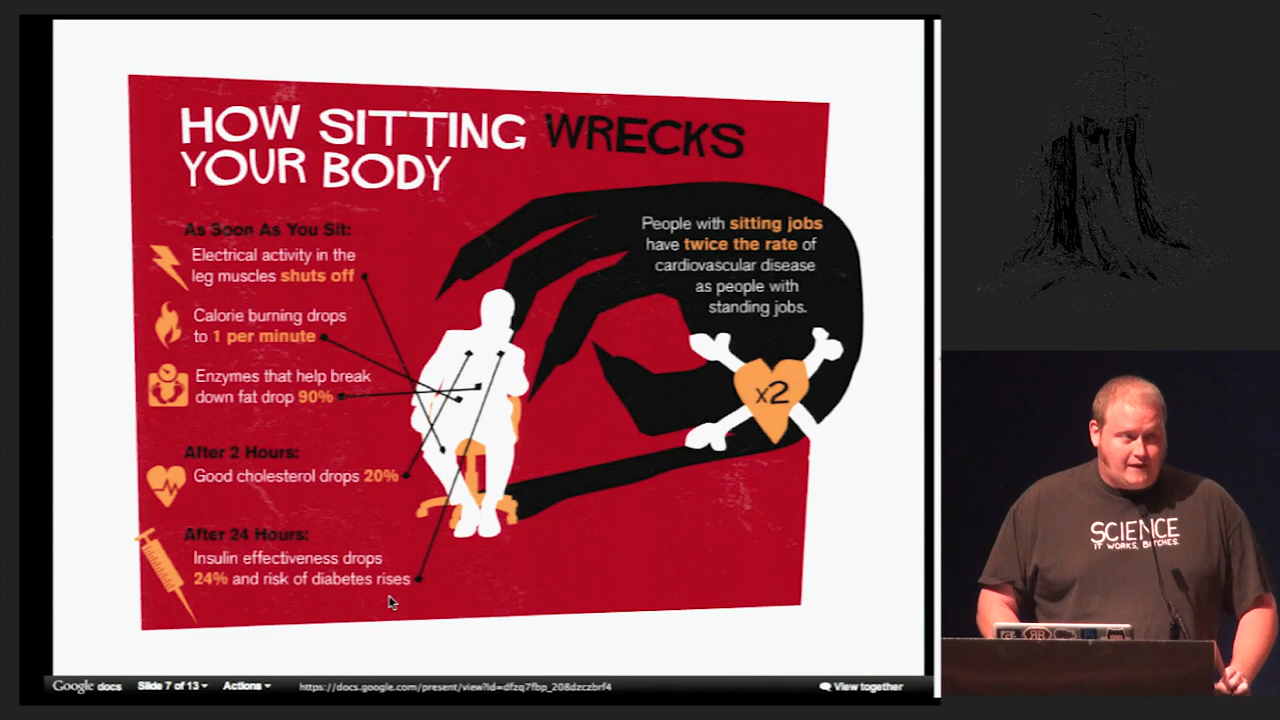 HOW SITTING WRECKS
YOUR BODY
As Soon As You Sit:
Electrical activity in the
leg muscles shuts off
Calorie burning drops
to 1 per minute
Enzymes that help break
down fat drop 90%
After 2 Hours:
Good cholesterol drops 20%
After 24 Hours:
Insulin effectiveness drops
24% and risk of diabetes rises
People with sitting jobs
have twice the rate of
cardiovascular disease
as people with
standing jobs.
x2
Google docs
Slide 7 of 13
Actions
https://docs.google.com/present/view?id=dfzq7fbp_208dzczbrf4
View together
SCIENCE
IT WORKS, BITCHES.
RR